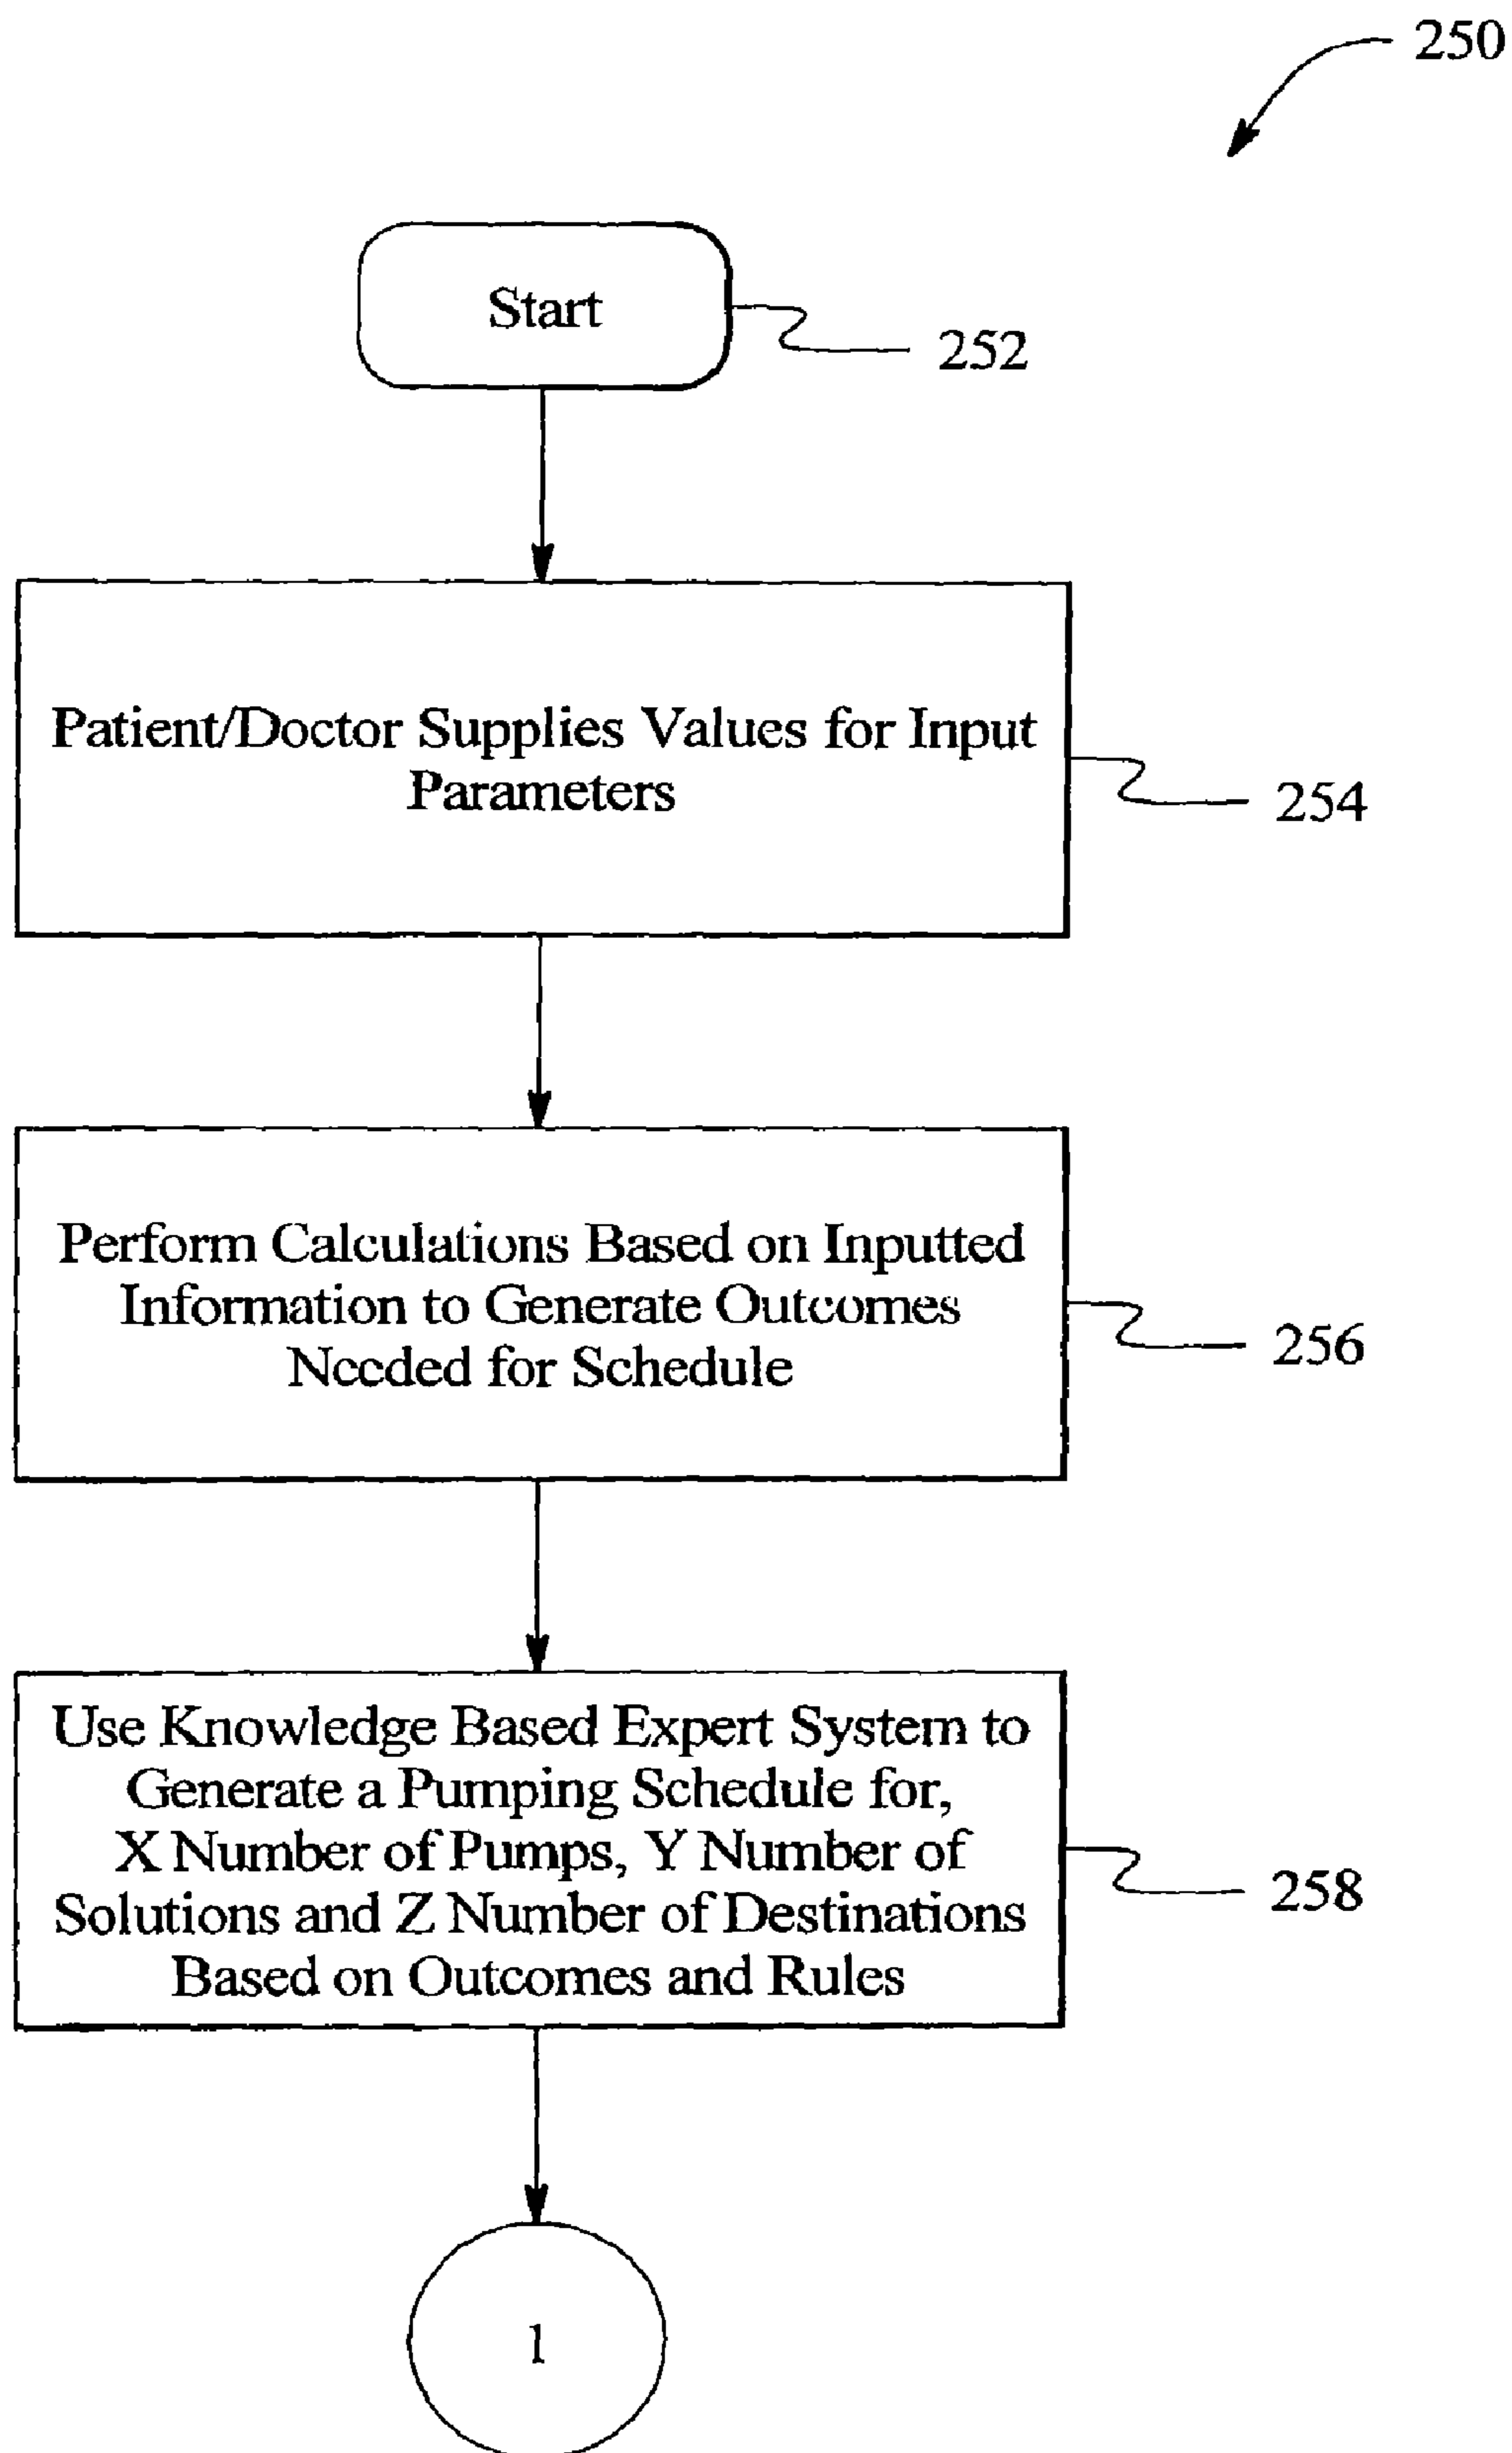 250
Start
252
Patient/Doctor Supplies Values for Input
Parameters
254
Perform Calculations Based on Inputted
Information to Generate Outcomes
Needed for Schedule
256
Use Knowledge Based Expert System to
Generate a Pumping Schedule for,
X Number of Pumps, Y Number of
Solutions and Z Number of Destinations
Based on Outcomes and Rules
258
1